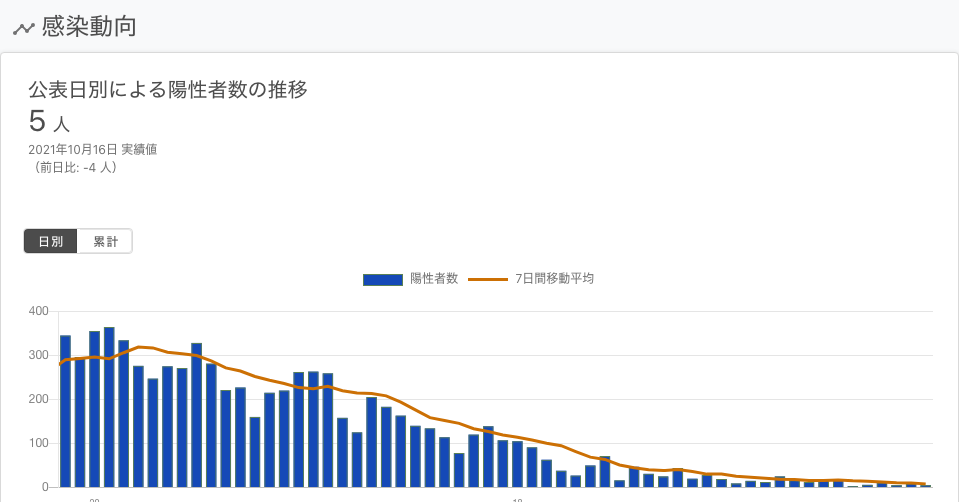 感染動向
公表日別による陽性者数の推移
5 人
2021年10月16日 実績値
（前日比: -4 人）
日別 累計
陽性者数 7日間移動平均
400
300
200
100
0